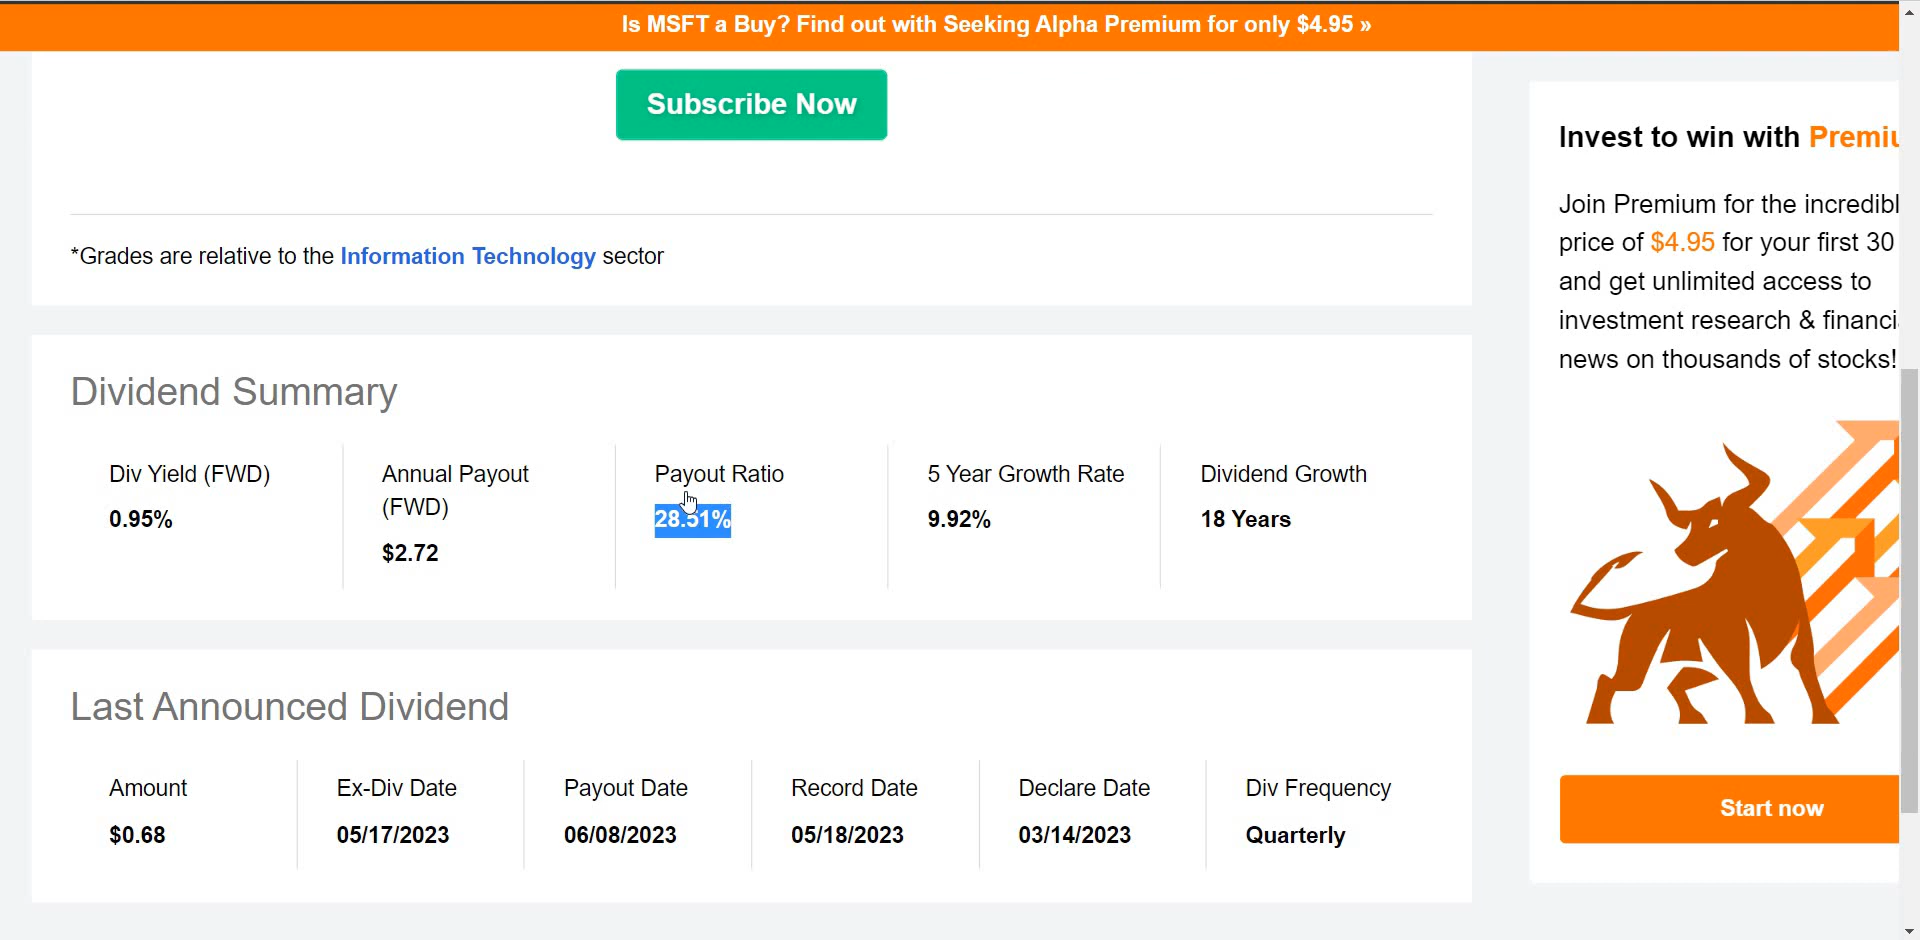 Is MSFT a Buy? Find out with Seeking Alpha Premium for only $4.95 »
Subscribe Now
*Grades are relative to the Information Technology sector
Dividend Summary
Div Yield (FWD)
0.95%
Annual Payout
(FWD)
$2.72
Payout Ratio
28.51%
5 Year Growth Rate
9.92%
Dividend Growth
18 Years
Last Announced Dividend
Amount
$0.68
Ex-Div Date
05/17/2023
Payout Date
06/08/2023
Record Date
05/18/2023
Declare Date
03/14/2023
Div Frequency
Quarterly
Invest to win with
Join Premium for the
price of $4.95 for your first 30
and get unlimited access to
investment research &
news on thousands of stocks!
Start now